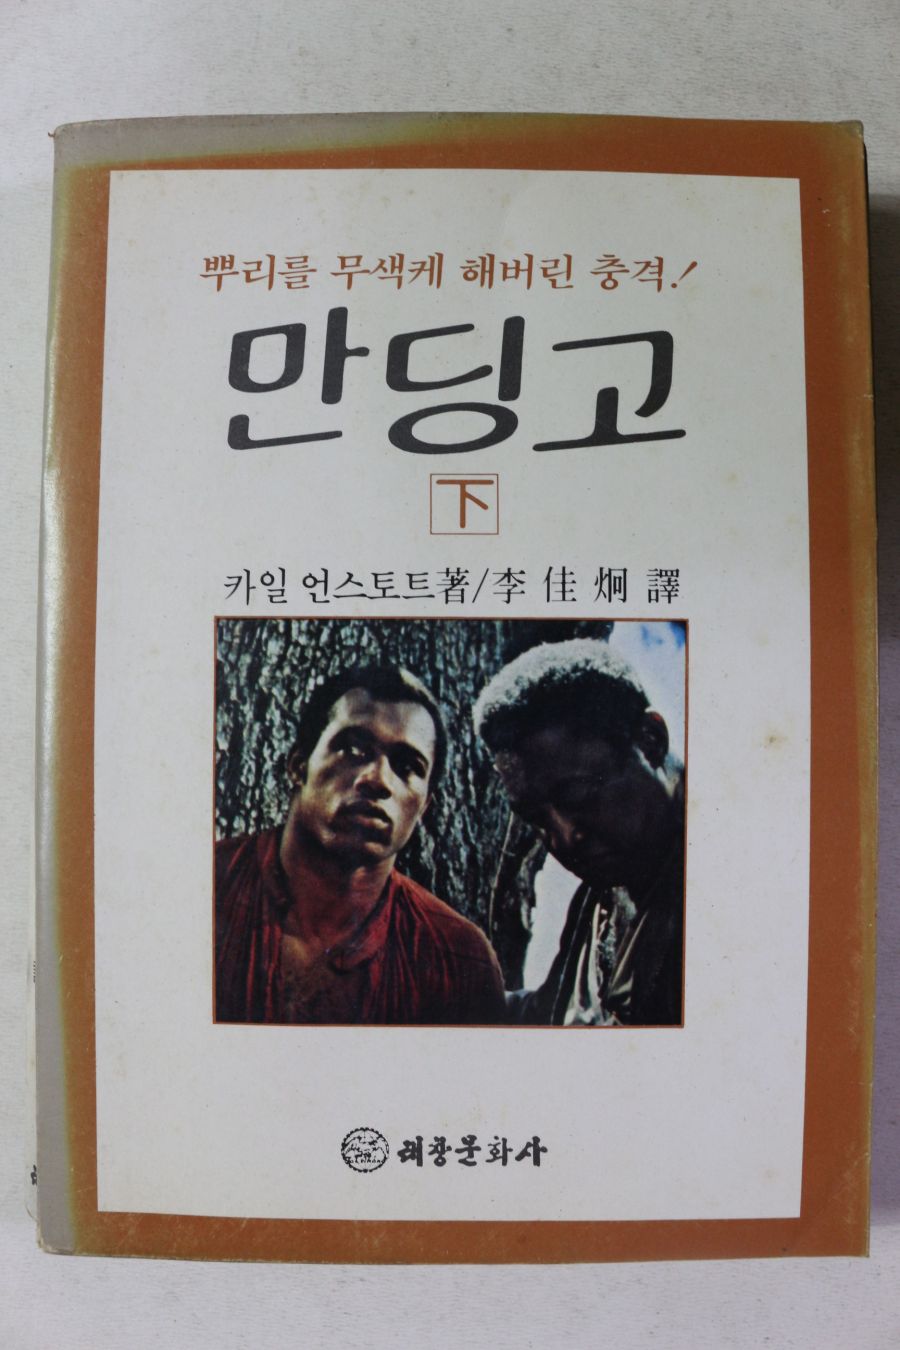 뿌리를 무색케 해버린 충격!
만딩고
下
카일 언스토트著/李佳炯 譯
태창문화사